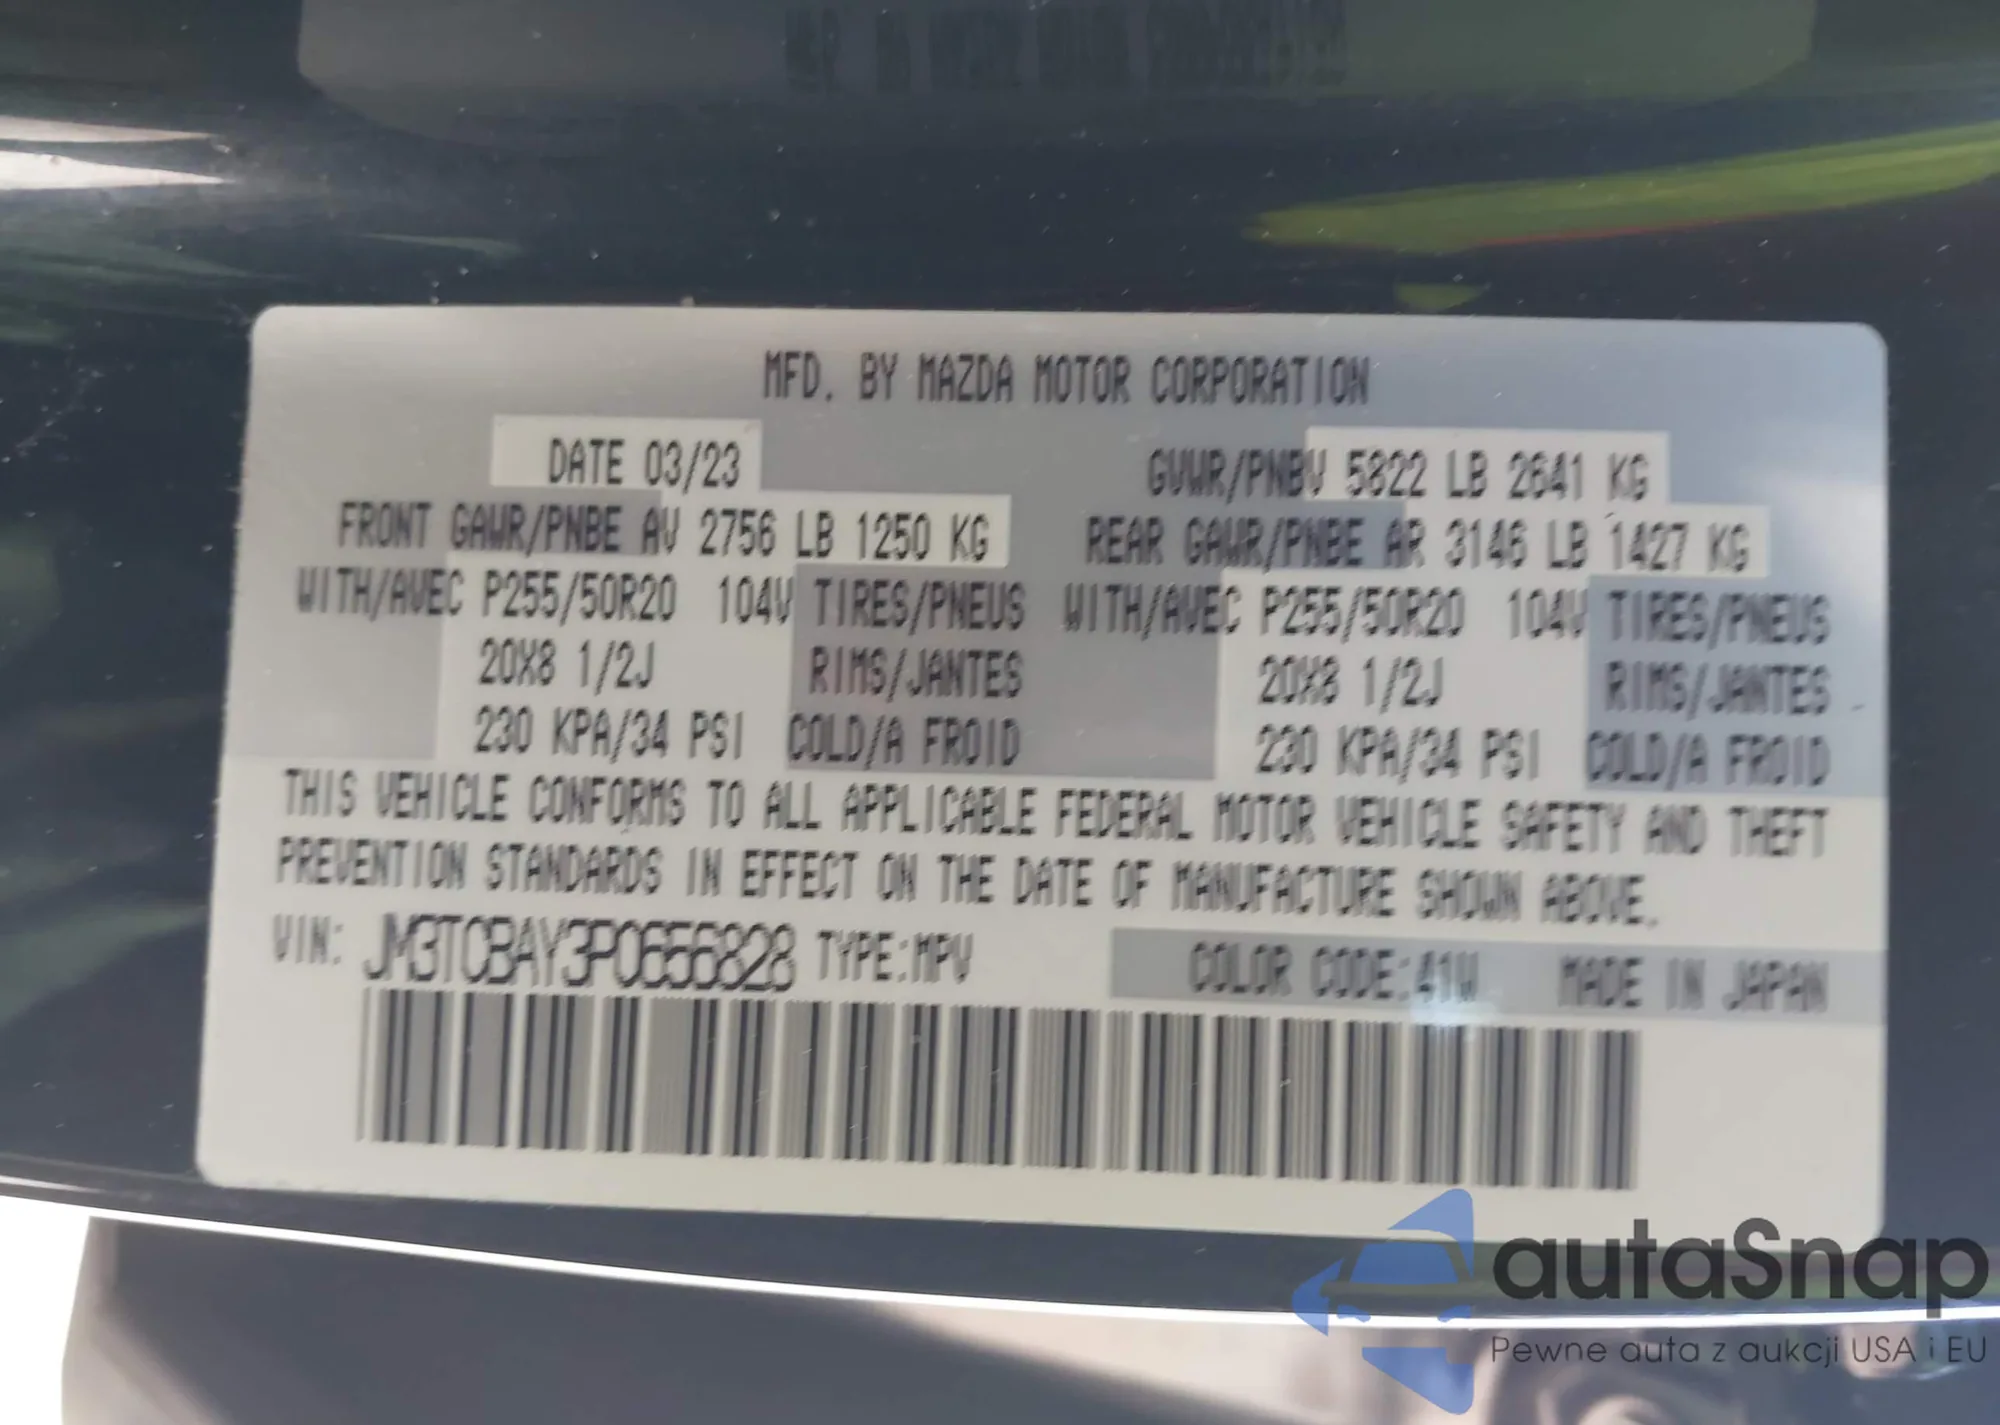 MFD. BY MAZDA MOTOR CORPORATION
DATE 03/23 GVWR/PNBV 5822 LB 2641 KG
FRONT GAWR/PNBE AV 2756 LB 1250 KG REAR GAWR/PNBE AR 3146 LB 1427 KG
WITH/AVEC P255/50R20 104V TIRES/PNEUS WITH/AVEC P255/50R20 104V TIRES/PNEUS
20X8 1/2J RIMS/JANTES 20X8 1/2J RIMS/JANTES
230 KPA/34 PSI COLD/A FROID 230 KPA/34 PSI COLD/A FROID
THIS VEHICLE CONFORMS TO ALL APPLICABLE FEDERAL MOTOR VEHICLE SAFETY AND THEFT
PREVENTION STANDARDS IN EFFECT ON THE DATE OF MANUFACTURE SHOWN ABOVE.
VIN: JM3TCBAY3P0656828 TYPE:MPV COLOR CODE:41W MADE IN JAPAN
autaSnap
Pewne auta z aukcji USA i EU